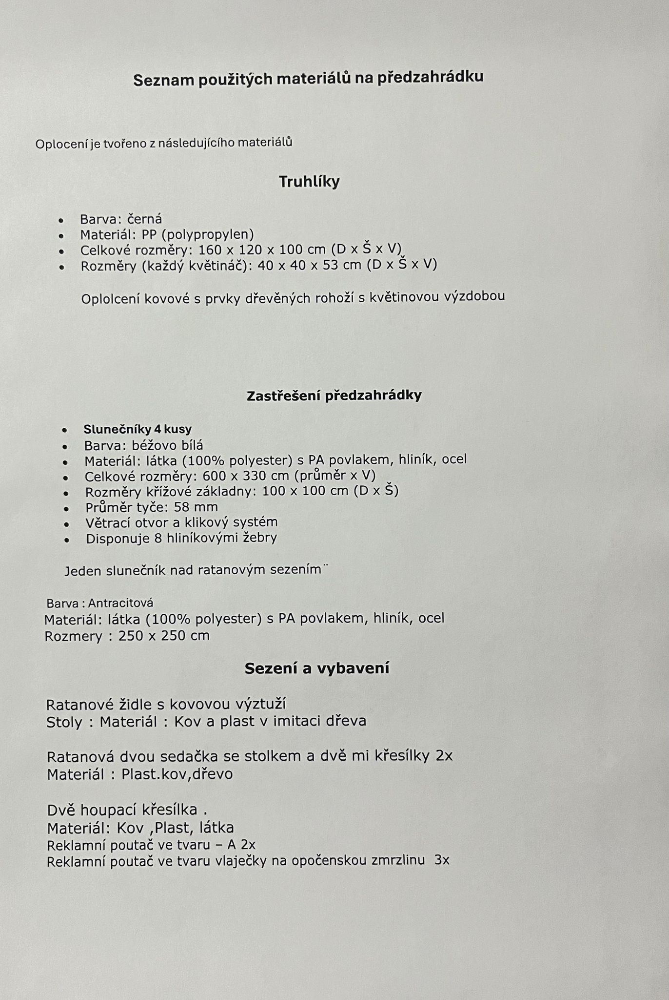 Seznam použitých materiálů na předzahrádku
Oplocení je tvořeno z následujícího materiálů
Truhlíky
• Barva: černá
• Materiál: PP (polypropylen)
• Celkové rozměry: 160 x 120 x 100 cm (D x Š x V)
• Rozměry (každý květináč): 40 x 40 x 53 cm (D x Š x V)
Oplolcení kovové s prvky dřevěných rohoží s květinovou výzdobou
Zastřešení předzahrádky
• Slunečníky 4 kusy
• Barva: béžovo bílá
• Materiál: látka (100% polyester) s PA povlakem, hliník, ocel
• Celkové rozměry: 600 x 330 cm (průměr x V)
• Rozměry křížové základny: 100 x 100 cm (D x Š)
• Průměr tyče: 58 mm
• Větrací otvor a klikový systém
• Disponuje 8 hliníkovými žebry
Jeden slunečník nad ratanovým sezením¨
Barva : Antracitová
Materiál: látka (100% polyester) s PA povlakem, hliník, ocel
Rozmery : 250 x 250 cm
Sezení a vybavení
Ratanové židle s kovovou výztuží
Stoly : Materiál : Kov a plast v imitaci dřeva
Ratanová dvou sedačka se stolkem a dvě mi křesílky 2x
Materiál : Plast.kov,dřevo
Dvě houpací křesílka .
Materiál: Kov ,Plast, látka
Reklamní poutač ve tvaru – A 2x
Reklamní poutač ve tvaru vlaječky na opočenskou zmrzlinu 3x